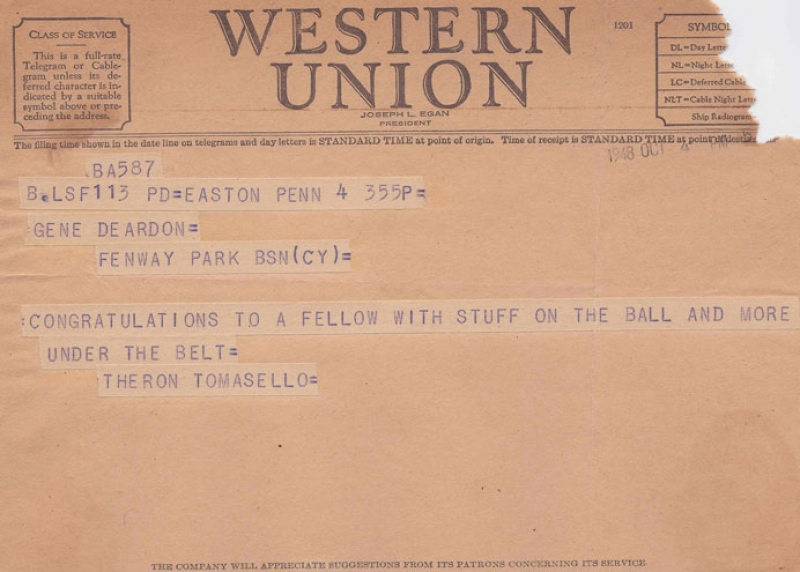 CLASS OF SERVICE
This is a full-rate
Telegram or Cable-
gram unless its de-
ferred character is in-
dicated by a suitable
symbol above or pre-
ceding the address.
WESTERN
UNION
JOSEPH L. EGAN
PRESIDENT
1201
SYMBOL
DL=Day Lette
NL=Night Lette
LC=Deferred Cable
NLT=Cable Night Lette
Ship Radiogram
The filing time shown in the date line on telegrams and day letters is STANDARD TIME at point of origin. Time of receipt is STANDARD TIME at point of desti
1948 OCT 4
BA587
B.LSF113 PD=EASTON PENN 4 355P=
:GENE DEARDON=
FENWAY PARK BSN(CY)=
:CONGRATULATIONS TO A FELLOW WITH STUFF ON THE BALL AND MORE
UNDER THE BELT=
:THERON TOMASELLO=
THE COMPANY WILL APPRECIATE SUGGESTIONS FROM ITS PATRONS CONCERNING ITS SERVICE